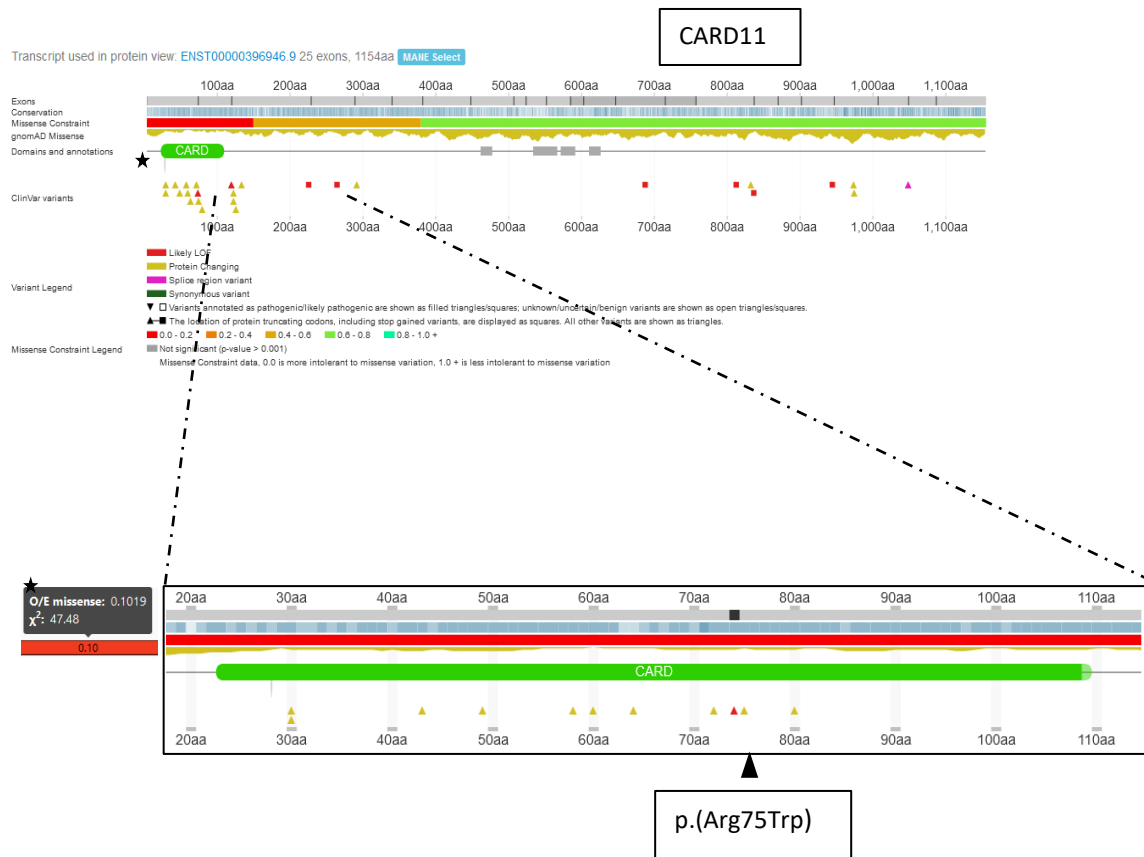 CARD11
Transcript used in protein view: ENST00000396946.9 25 exons, 1154aa MANE Select
100aa 200aa 300aa 400aa 500aa 600aa 700aa 800aa 900aa 1,000aa 1,100aa
Exons
Conservation
Missense Constraint
gnomAD Missense
Domains and annotations
CARD
ClinVar variants
100aa 200aa 300aa 400aa 500aa 600aa 700aa 800aa 900aa 1,000aa 1,100aa
Variant Legend
Likely LOF
Protein Changing
Splice region variant
Synonymous variant
▼ □ Variants annotated as pathogenic/likely pathogenic are shown as filled triangles/squares; unknown/uncertain/benign variants are shown as open triangles/squares.
▲ ■ The location of protein truncating codons, including stop gained variants, are displayed as squares. All other variants are shown as triangles.
Missense Constraint Legend
0.0 - 0.2 0.2 - 0.4 0.4 - 0.6 0.6 - 0.8 0.8 - 1.0 +
Not significant (p-value > 0.001)
Missense Constraint data, 0.0 is more intolerant to missense variation, 1.0 + is less intolerant to missense variation
O/E missense: 0.1019
χ²: 47.48
0.10
20aa 30aa 40aa 50aa 60aa 70aa 80aa 90aa 100aa 110aa
CARD
20aa 30aa 40aa 50aa 60aa 70aa 80aa 90aa 100aa 110aa
p.(Arg75Trp)